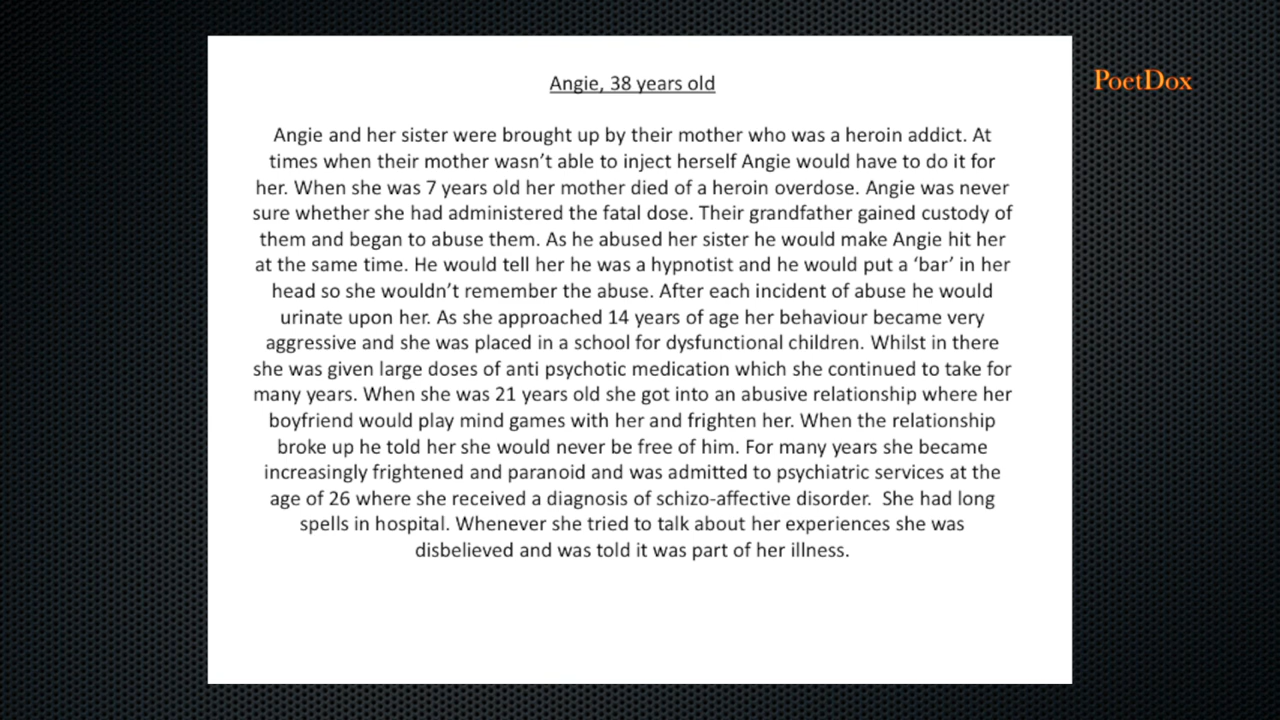 Angie, 38 years old
PoetDox
Angie and her sister were brought up by their mother who was a heroin addict. At
times when their mother wasn’t able to inject herself Angie would have to do it for
her. When she was 7 years old her mother died of a heroin overdose. Angie was never
sure whether she had administered the fatal dose. Their grandfather gained custody of
them and began to abuse them. As he abused her sister he would make Angie hit her
at the same time. He would tell her he was a hypnotist and he would put a ‘bar’ in her
head so she wouldn’t remember the abuse. After each incident of abuse he would
urinate upon her. As she approached 14 years of age her behaviour became very
aggressive and she was placed in a school for dysfunctional children. Whilst in there
she was given large doses of anti psychotic medication which she continued to take for
many years. When she was 21 years old she got into an abusive relationship where her
boyfriend would play mind games with her and frighten her. When the relationship
broke up he told her she would never be free of him. For many years she became
increasingly frightened and paranoid and was admitted to psychiatric services at the
age of 26 where she received a diagnosis of schizo-affective disorder.  She had long
spells in hospital. Whenever she tried to talk about her experiences she was
disbelieved and was told it was part of her illness.